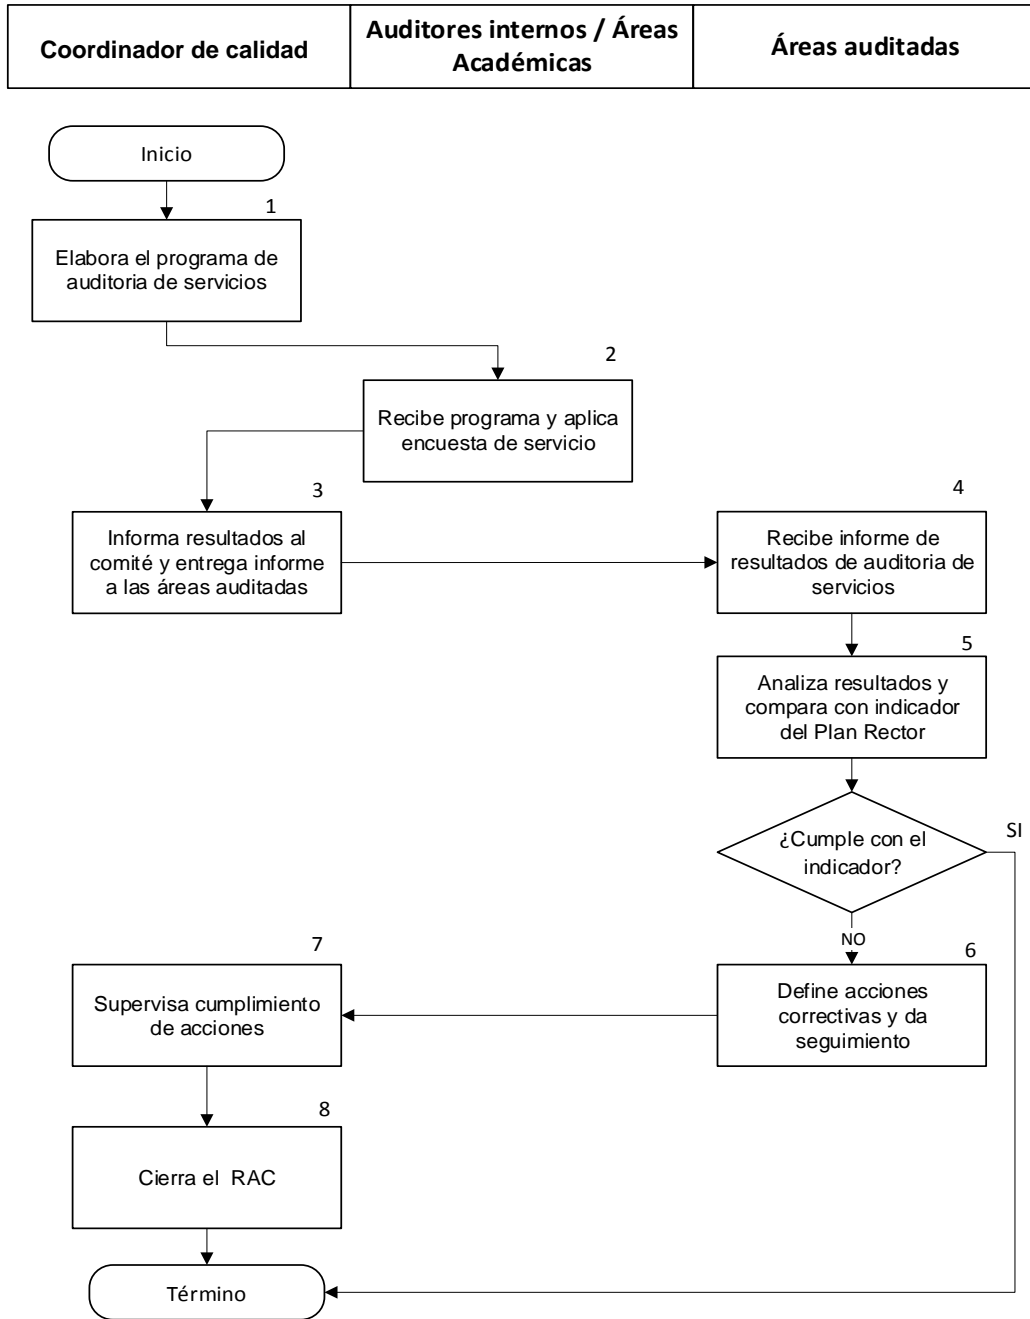 Coordinador de calidad
Auditores internos / Áreas
Académicas
Áreas auditadas
Inicio
1
Elabora el programa de
auditoria de servicios
2
Recibe programa y aplica
encuesta de servicio
3
Informa resultados al
comité y entrega informe
a las áreas auditadas
4
Recibe informe de
resultados de auditoria de
servicios
5
Analiza resultados y
compara con indicador
del Plan Rector
¿Cumple con el
indicador?
SI
NO
6
Define acciones
correctivas y da
seguimiento
7
Supervisa cumplimiento
de acciones
8
Cierra el RAC
Término